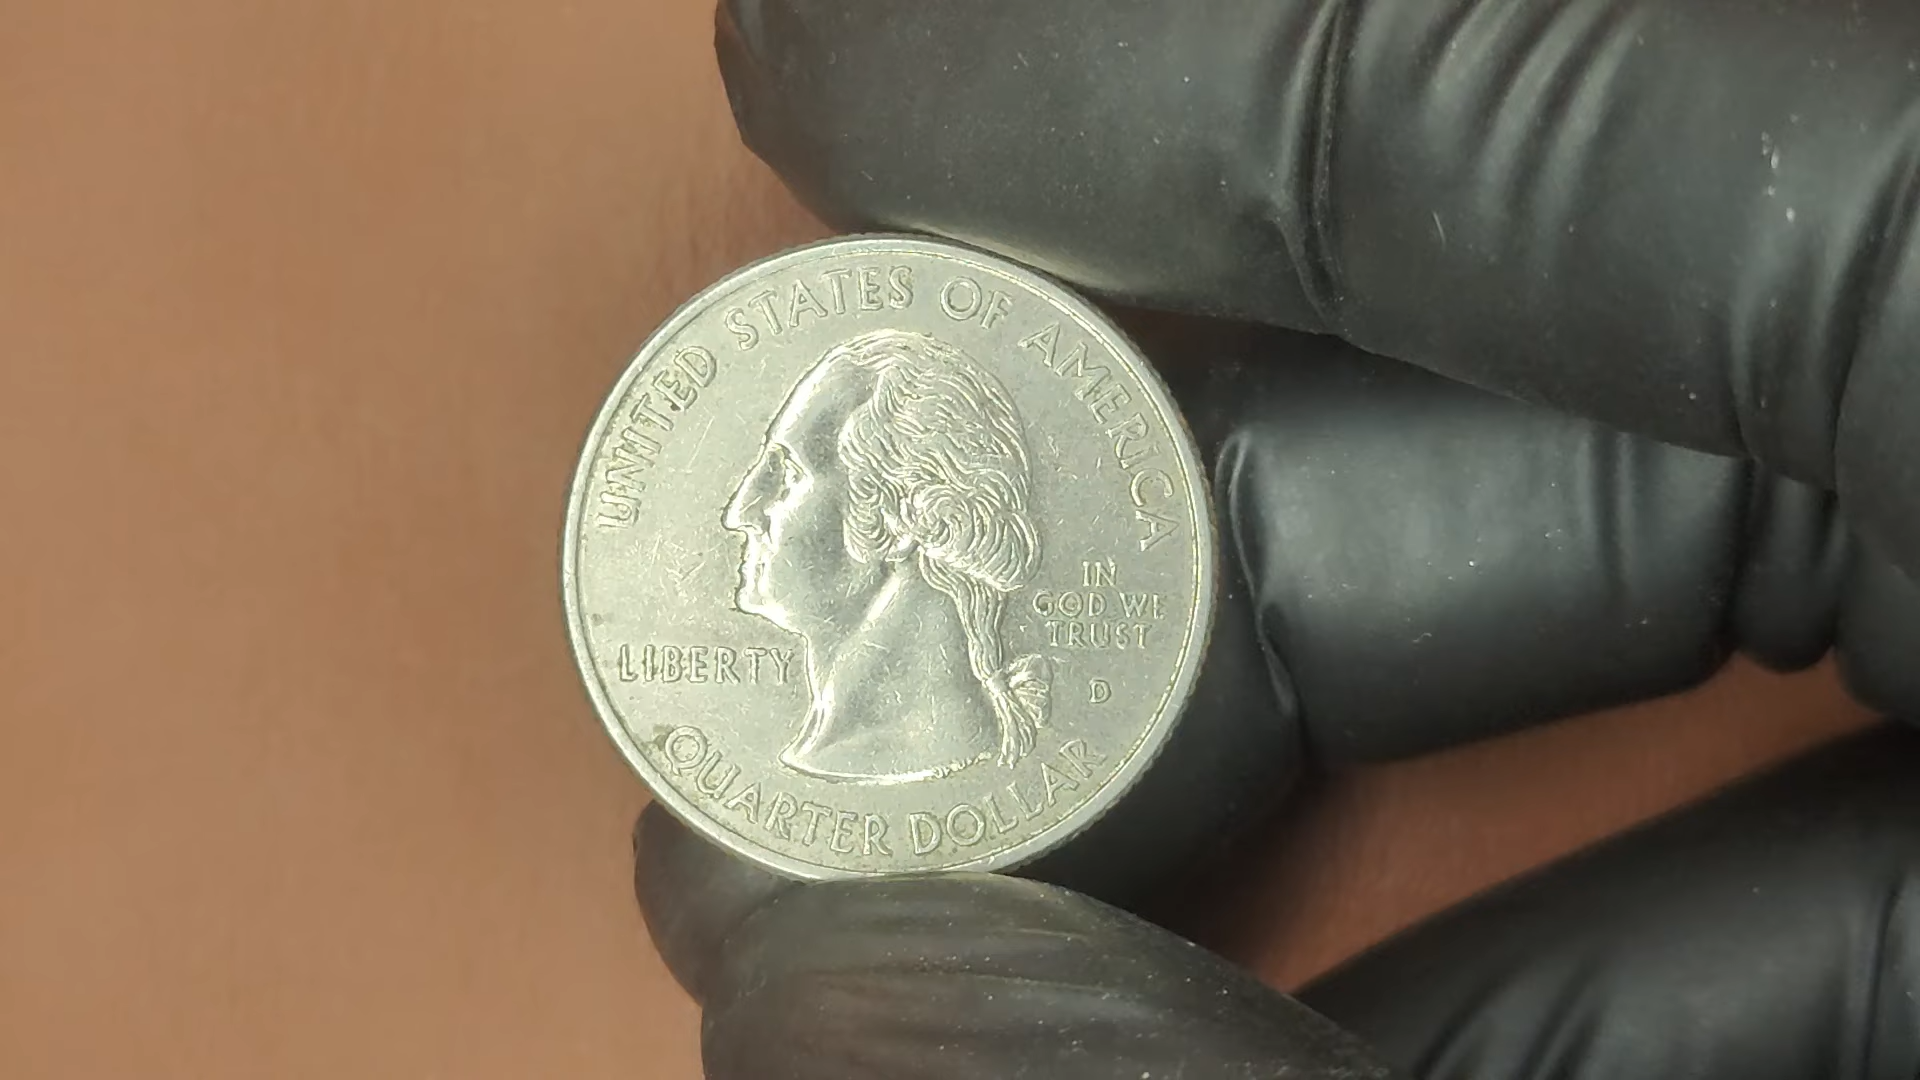 UNITED STATES OF AMERICA
IN
GOD WE
TRUST
LIBERTY
D
QUARTER DOLLAR